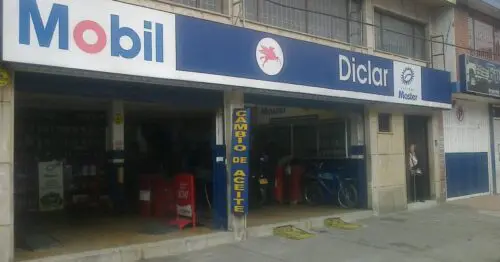 Mobil
Diclar
Master
CAMBIO DE ACEITE